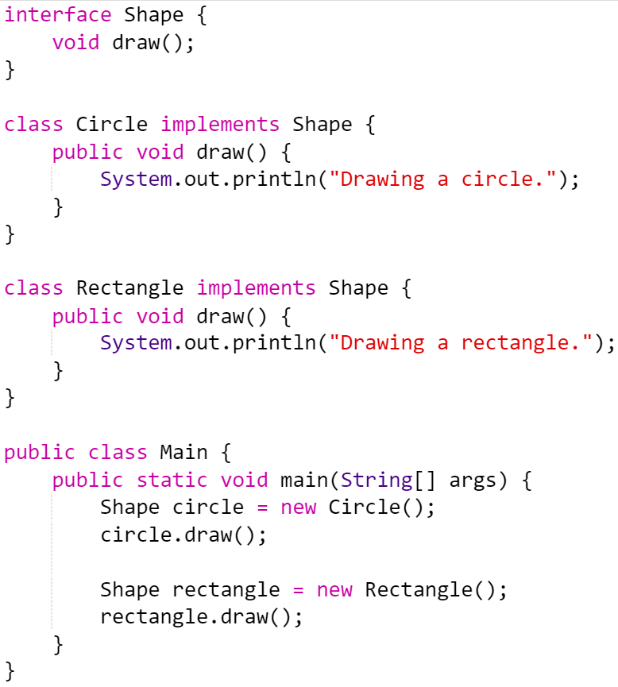 interface Shape {
    void draw();
}

class Circle implements Shape {
    public void draw() {
        System.out.println("Drawing a circle.");
    }
}

class Rectangle implements Shape {
    public void draw() {
        System.out.println("Drawing a rectangle.");
    }
}

public class Main {
    public static void main(String[] args) {
        Shape circle = new Circle();
        circle.draw();

        Shape rectangle = new Rectangle();
        rectangle.draw();
    }
}